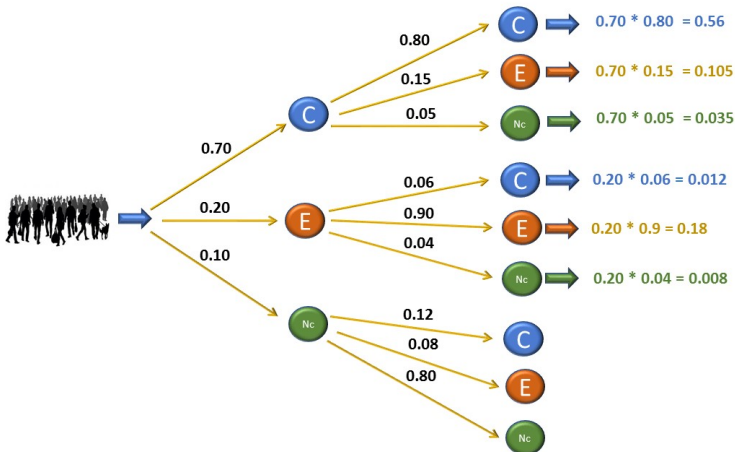 0.80
C
0.70 * 0.80 = 0.56
0.15
E
0.70 * 0.15 = 0.105
C
0.05
Nc
0.70 * 0.05 = 0.035
0.70
0.06
C
0.20 * 0.06 = 0.012
0.20
E
0.90
E
0.20 * 0.9 = 0.18
0.04
Nc
0.20 * 0.04 = 0.008
0.10
Nc
0.12
C
0.08
E
0.80
Nc